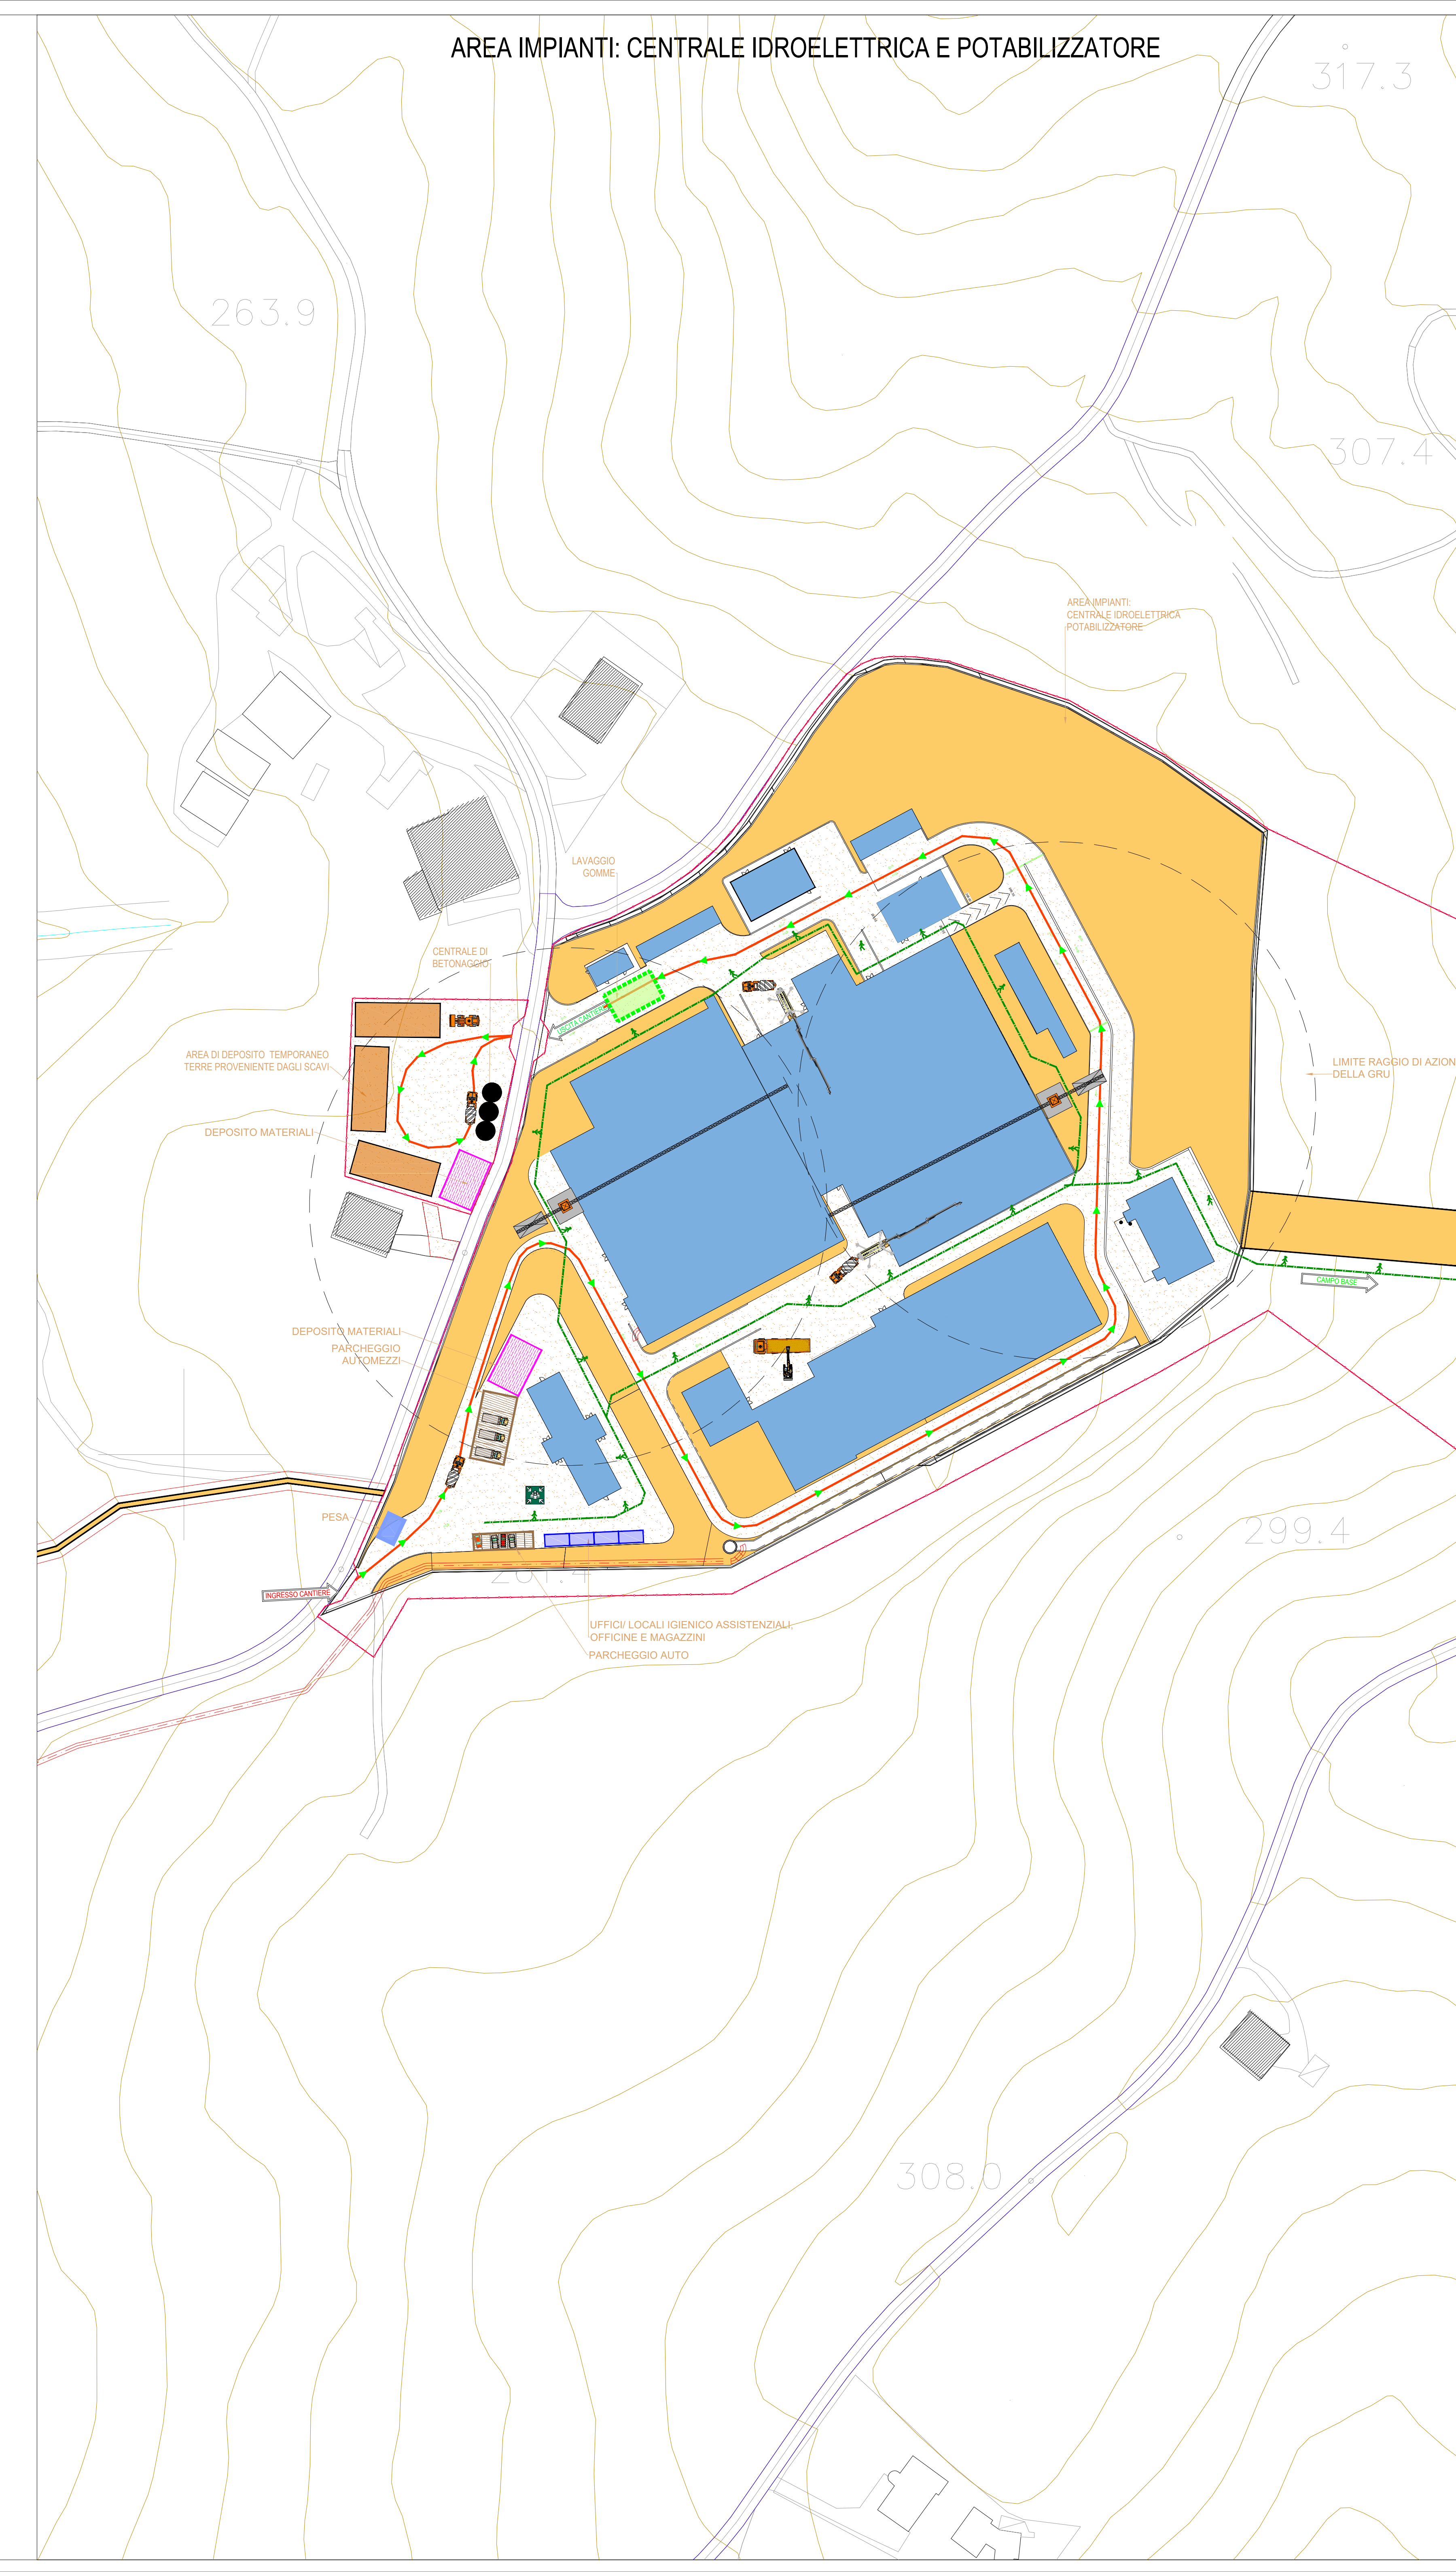 AREA IMPIANTI: CENTRALE IDROELETTRICA E POTABILIZZATORE
317.3
263.9
307.4
AREA IMPIANTI:
CENTRALE IDROELETTRICA
POTABILIZZATORE
LAVAGGIO
GOMME
CENTRALE DI
BETONAGGIO
USCITA CANTIERE
AREA DI DEPOSITO TEMPORANEO
TERRE PROVENIENTE DAGLI SCAVI
LIMITE RAGGIO DI AZION
DELLA GRU
DEPOSITO MATERIALI
CAMPO BASE
DEPOSITO MATERIALI
PARCHEGGIO
AUTOMEZZI
PESA
299.4
INGRESSO CANTIERE
UFFICI/ LOCALI IGIENICO ASSISTENZIALI,
OFFICINE E MAGAZZINI
PARCHEGGIO AUTO
308.0